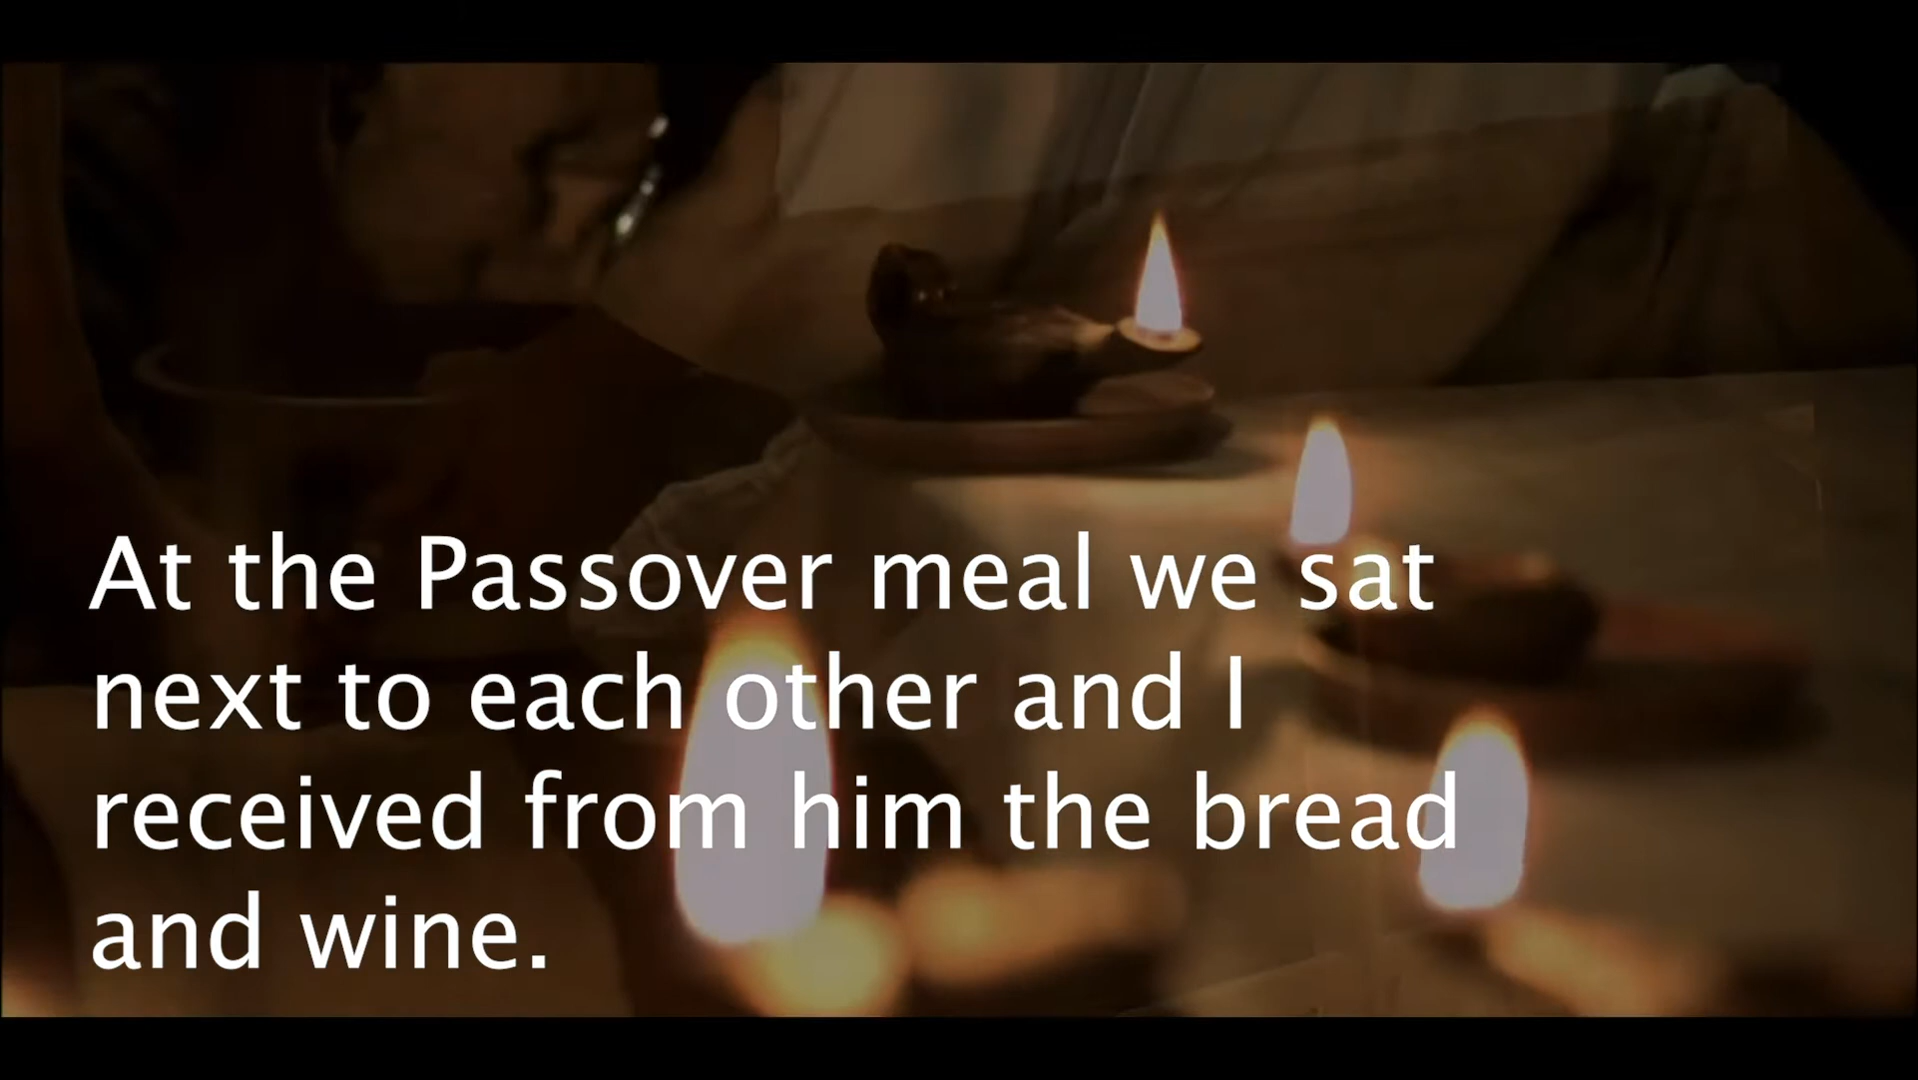 At the Passover meal we sat
next to each other and I
received from him the bread
and wine.